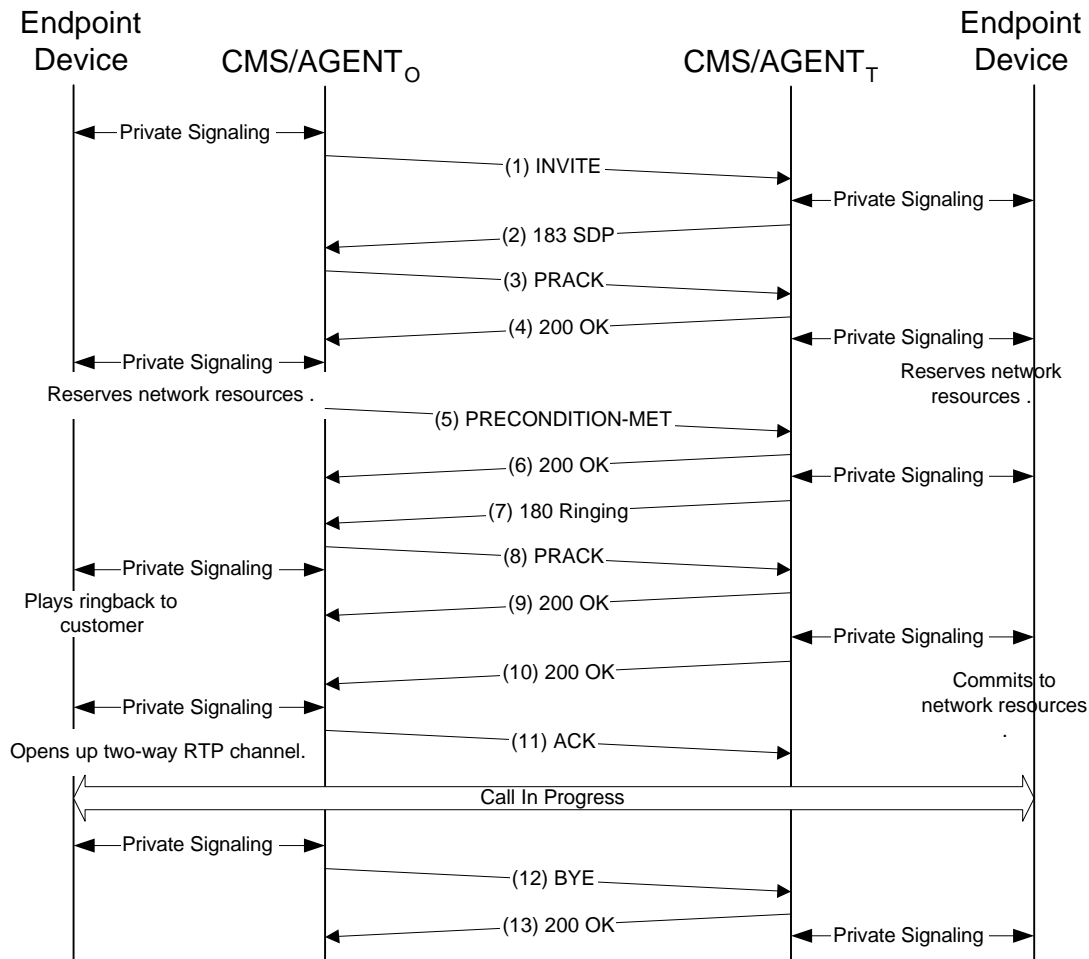 Endpoint
Device
CMS/AGENTO
CMS/AGENTT
Endpoint
Device
Private Signaling
(1) INVITE
Private Signaling
(2) 183 SDP
(3) PRACK
(4) 200 OK
Private Signaling
Private Signaling
Reserves network resources .
Reserves network
resources .
(5) PRECONDITION-MET
(6) 200 OK
Private Signaling
(7) 180 Ringing
(8) PRACK
Private Signaling
Plays ringback to
customer
(9) 200 OK
Private Signaling
(10) 200 OK
Commits to
network resources
.
Private Signaling
(11) ACK
Opens up two-way RTP channel.
Call In Progress
Private Signaling
(12) BYE
(13) 200 OK
Private Signaling